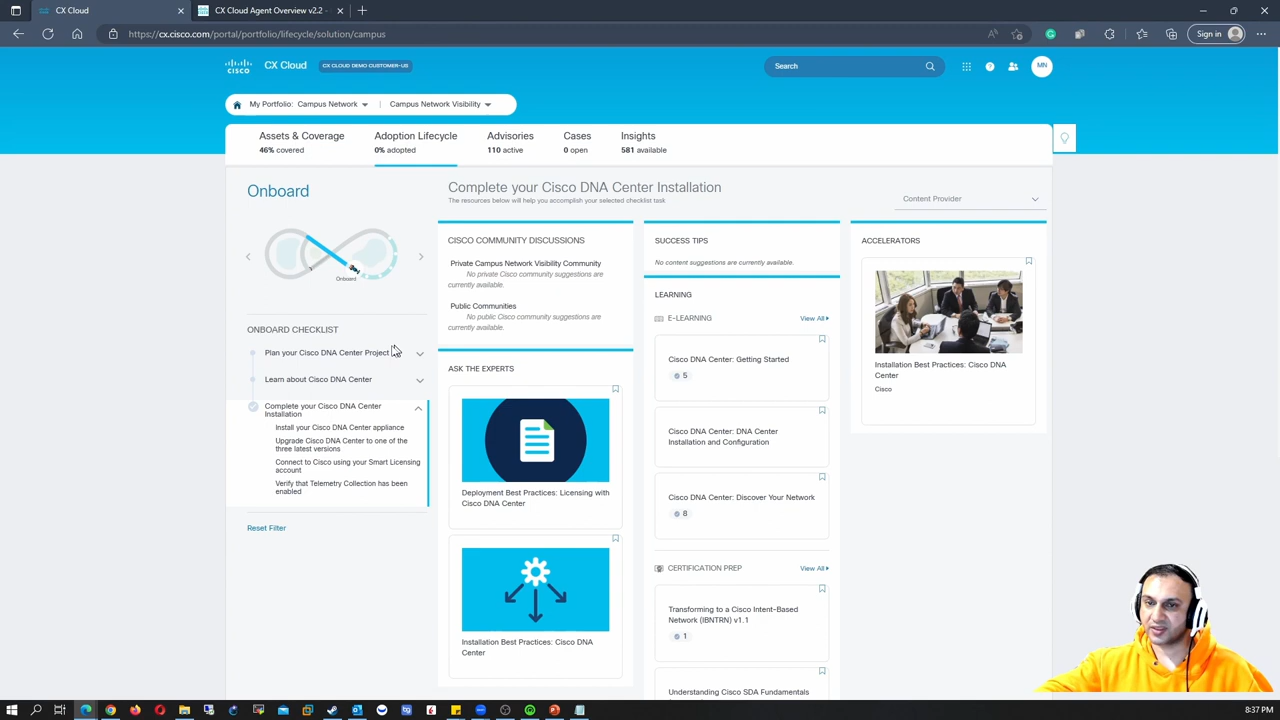 CX Cloud
CX Cloud Agent Overview v2.2 -
https://cx.cisco.com/portal/portfolio/lifecycle/solution/campus
Sign in
CISCO
CX Cloud
CX CLOUD DEMO CUSTOMER-US
Search
MN
My Portfolio: Campus Network
Campus Network Visibility
Assets & Coverage
46% covered
Adoption Lifecycle
0% adopted
Advisories
110 active
Cases
0 open
Insights
581 available
Onboard
Onboard
ONBOARD CHECKLIST
Plan your Cisco DNA Center Project
Learn about Cisco DNA Center
Complete your Cisco DNA Center
Installation
Install your Cisco DNA Center appliance
Upgrade Cisco DNA Center to one of the
three latest versions
Connect to Cisco using your Smart Licensing
account
Verify that Telemetry Collection has been
enabled
Reset Filter
Complete your Cisco DNA Center Installation
The resources below will help you accomplish your selected checklist task
Content Provider
CISCO COMMUNITY DISCUSSIONS
Private Campus Network Visibility Community
No private Cisco community suggestions are
currently available.
Public Communities
No public Cisco community suggestions are
currently available.
ASK THE EXPERTS
Deployment Best Practices: Licensing with
Cisco DNA Center
Installation Best Practices: Cisco DNA
Center
SUCCESS TIPS
No content suggestions are currently available.
LEARNING
E-LEARNING
View All
Cisco DNA Center: Getting Started
5
Cisco DNA Center: DNA Center
Installation and Configuration
Cisco DNA Center: Discover Your Network
8
CERTIFICATION PREP
View All
Transforming to a Cisco Intent-Based
Network (IBNTRN) v1.1
1
Understanding Cisco SDA Fundamentals
ACCELERATORS
Installation Best Practices: Cisco DNA
Center
Cisco
8:37 PM